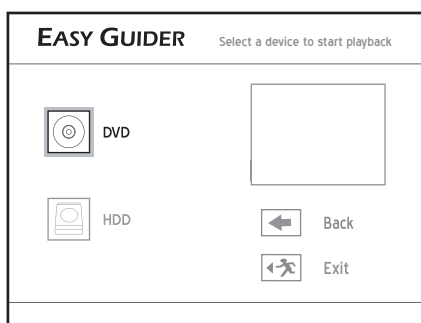 EASY GUIDER
Select a device to start playback
DVD
HDD
Back
Exit